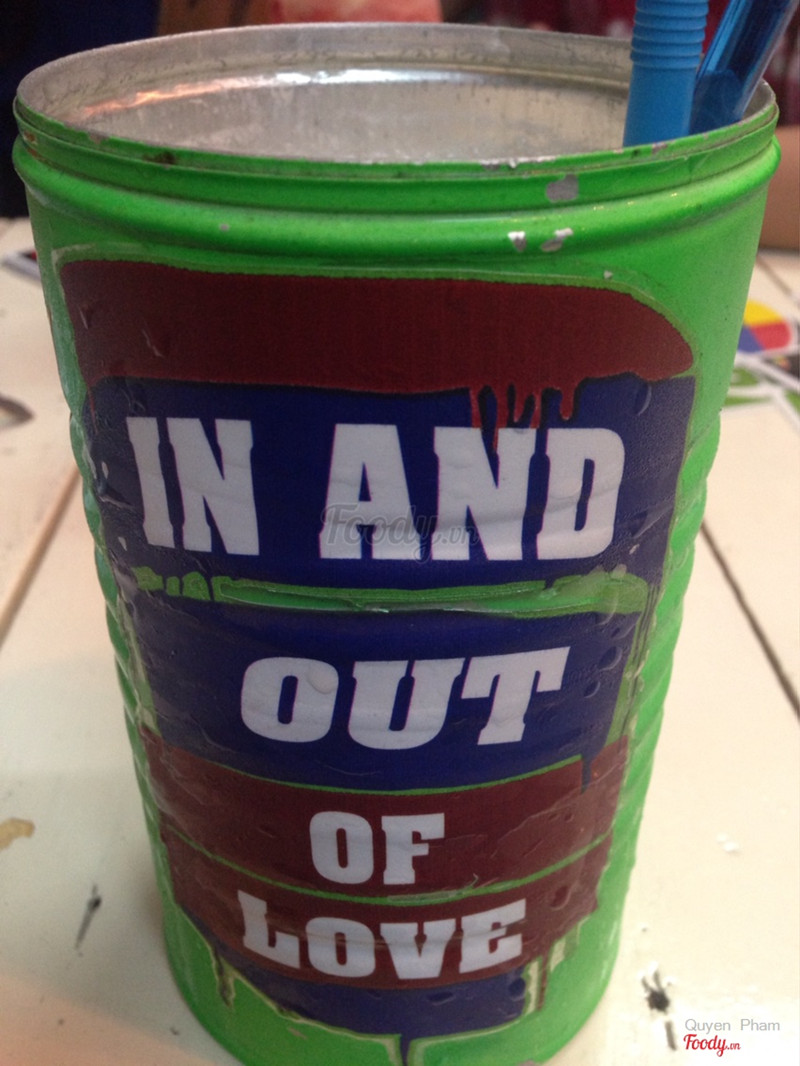 IN AND
Foody.vn
OUT
OF
LOVE
Quyen Pham
Foody.vn